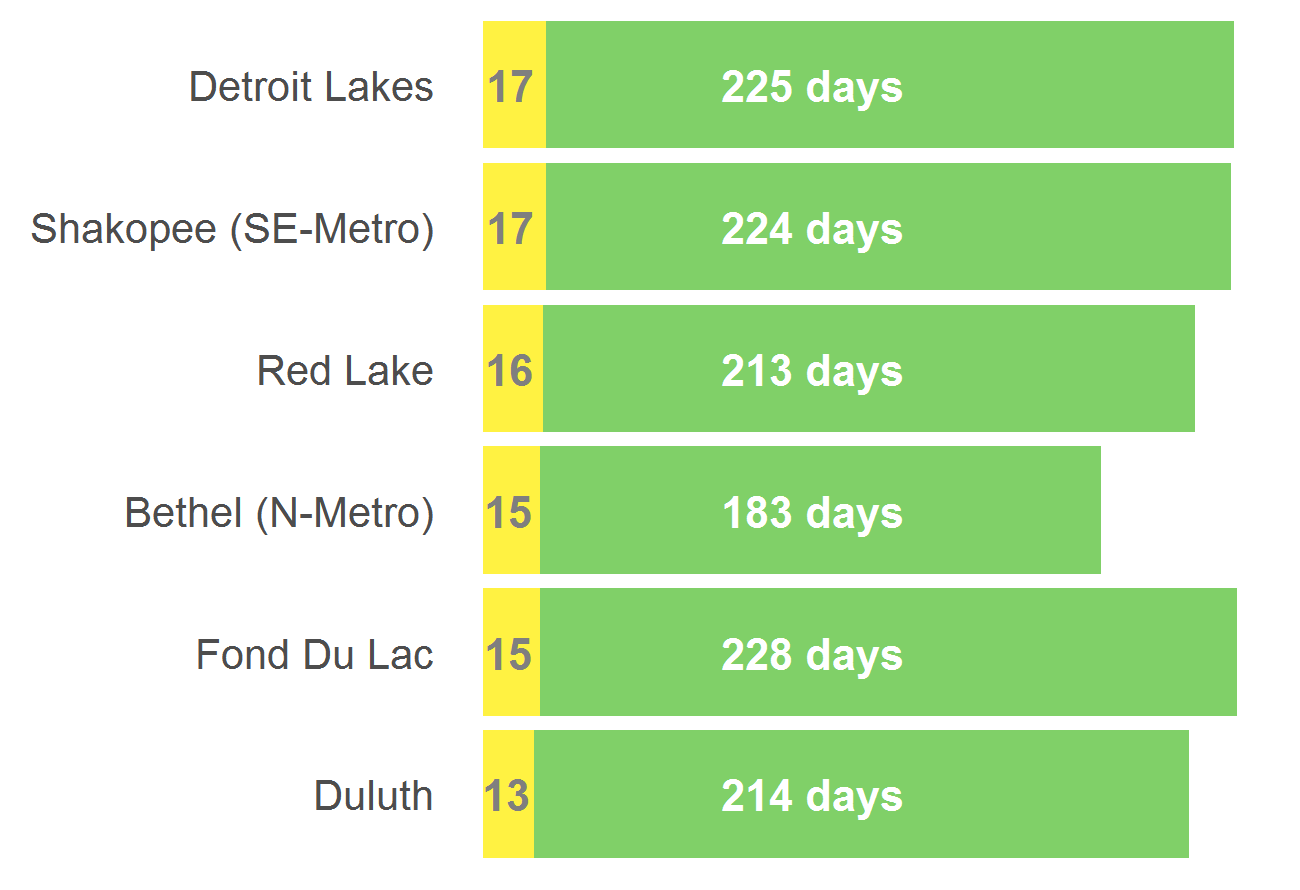 Detroit Lakes 17 225 days
Shakopee (SE-Metro) 17 224 days
Red Lake 16 213 days
Bethel (N-Metro) 15 183 days
Fond Du Lac 15 228 days
Duluth 13 214 days